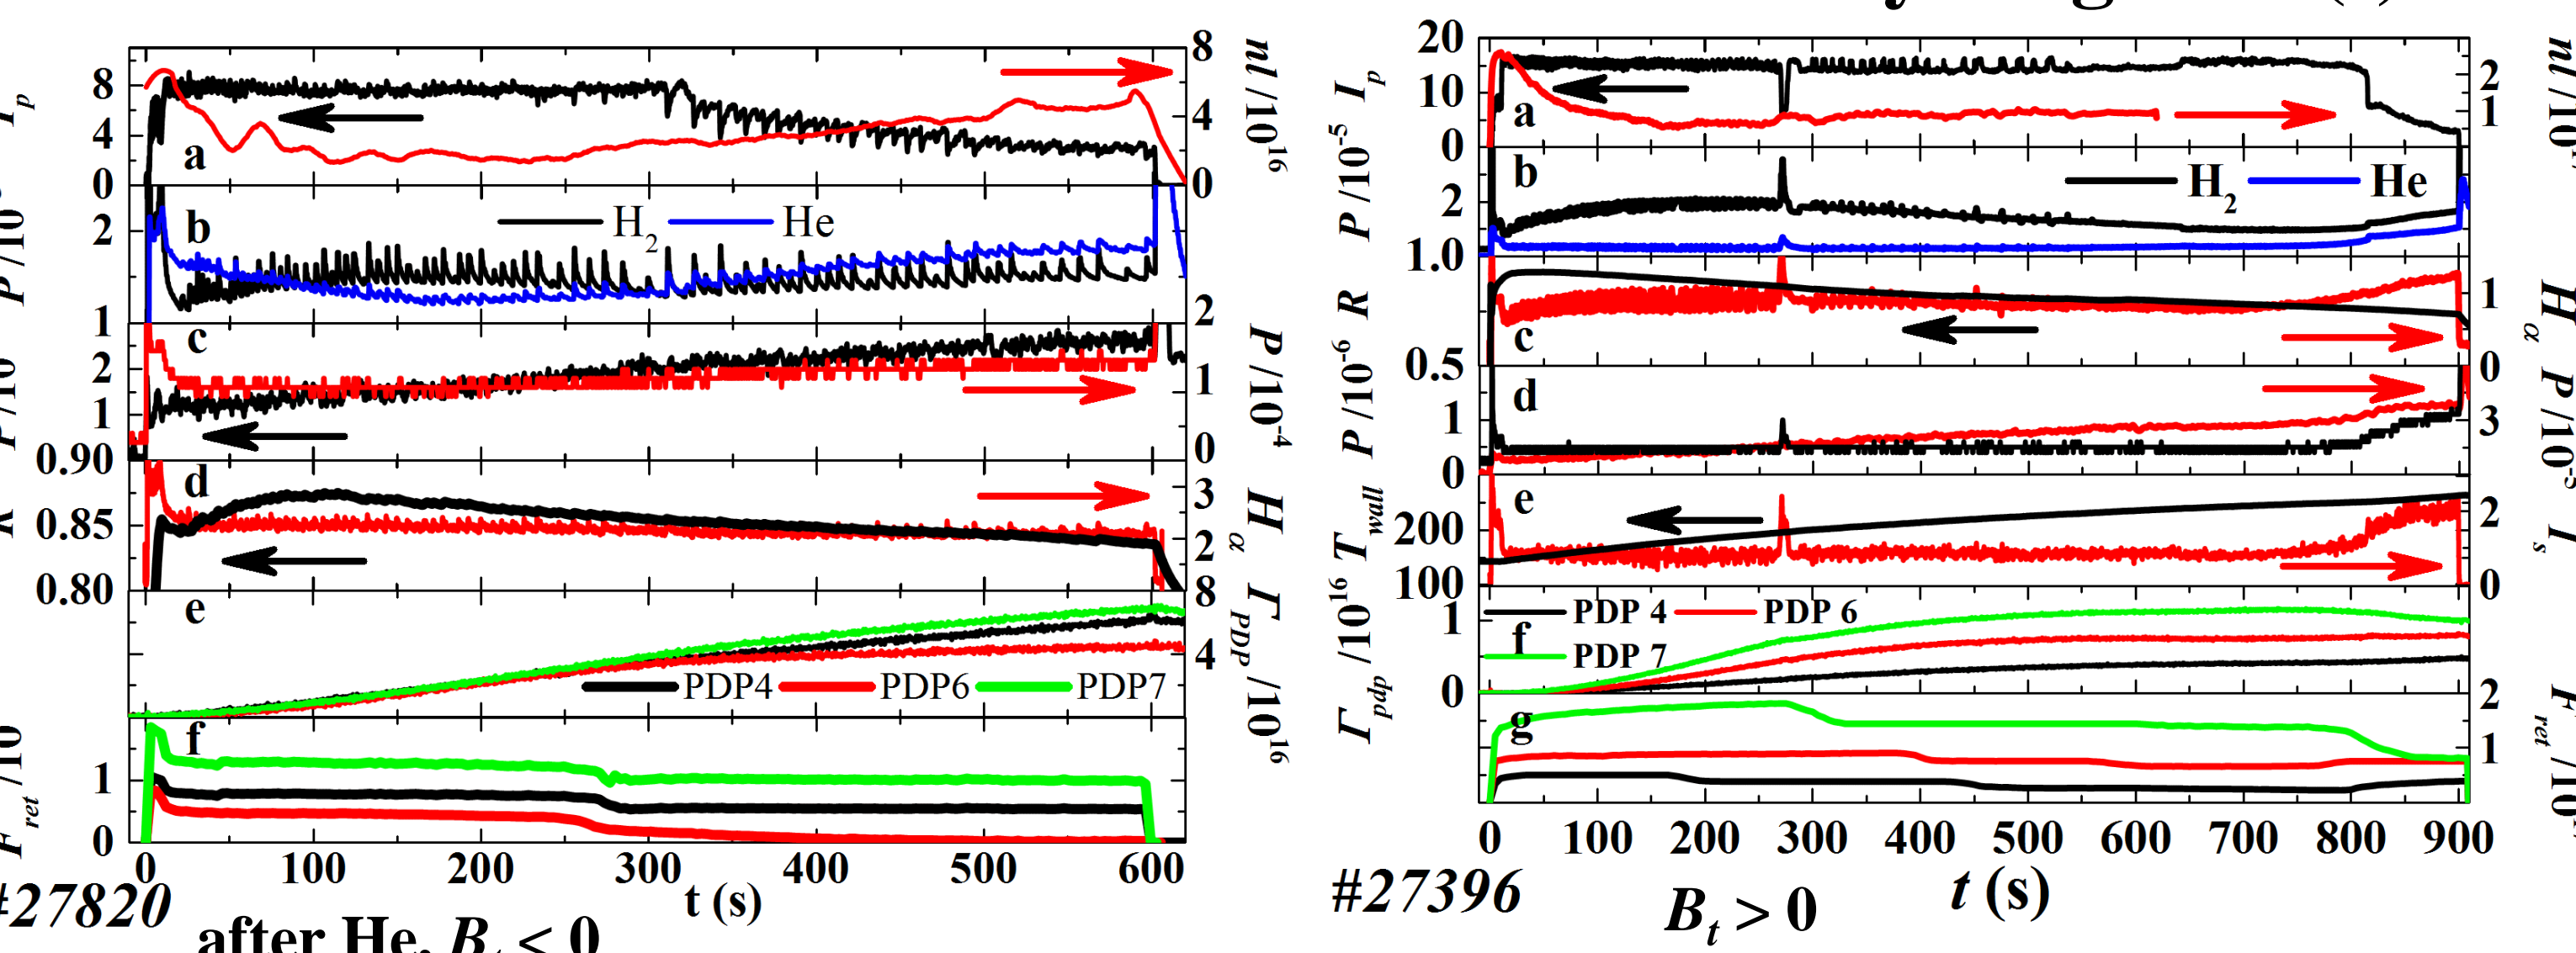 I_p
8
4
0
a
8
4
0
nl /10^16
2
1
b
H_2
He
c
1
2
1
2
1
0
P /10^-4
0.90
0.85
0.80
d
3
2
H_α
e
8
4
Γ_PDP /10^16
PDP4
PDP6
PDP7
f
F_ret /10
1
0
0 100 200 300 400 500 600
t (s)
#27820
after He, B_t < 0
I_p
20
10
0
a
2
1
P /10^-5
b
0
2
H_2
He
R
1.0
0.5
c
1
0
H_α
P /10^-6
1
0
d
3
P /10^-5
T_wall
200
100
e
2
0
I_s
Γ_pdp /10^16
1
0
f
PDP 4
PDP 6
PDP 7
g
2
1
F_ret
0 100 200 300 400 500 600 700 800 900
t (s)
#27396
B_t > 0